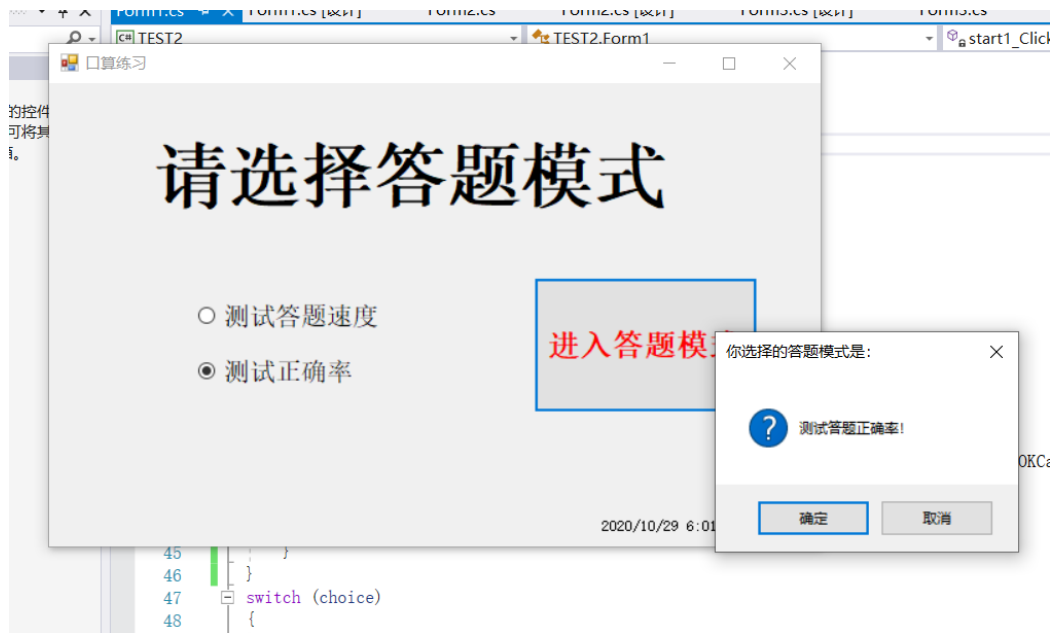 Form1.cs
Form1.cs [设计]
Form2.cs
Form2.cs [设计]
Form3.cs [设计]
Form3.cs
C# TEST2
TEST2.Form1
start1_Click
口算练习
的控件
可将其
请选择答题模式
测试答题速度
测试正确率
进入答题模
你选择的答题模式是:
?
测试答题正确率!
OKCa
确定
取消
2020/10/29 6:01
45 }
46 }
47 switch (choice)
48 {